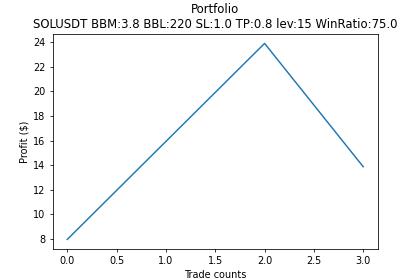 Portfolio
SOLUSDT BBM:3.8 BBL:220 SL:1.0 TP:0.8 lev:15 WinRatio:75.0
24
22
20
18
16
14
12
10
8
Profit ($)
0.0 0.5 1.0 1.5 2.0 2.5 3.0
Trade counts